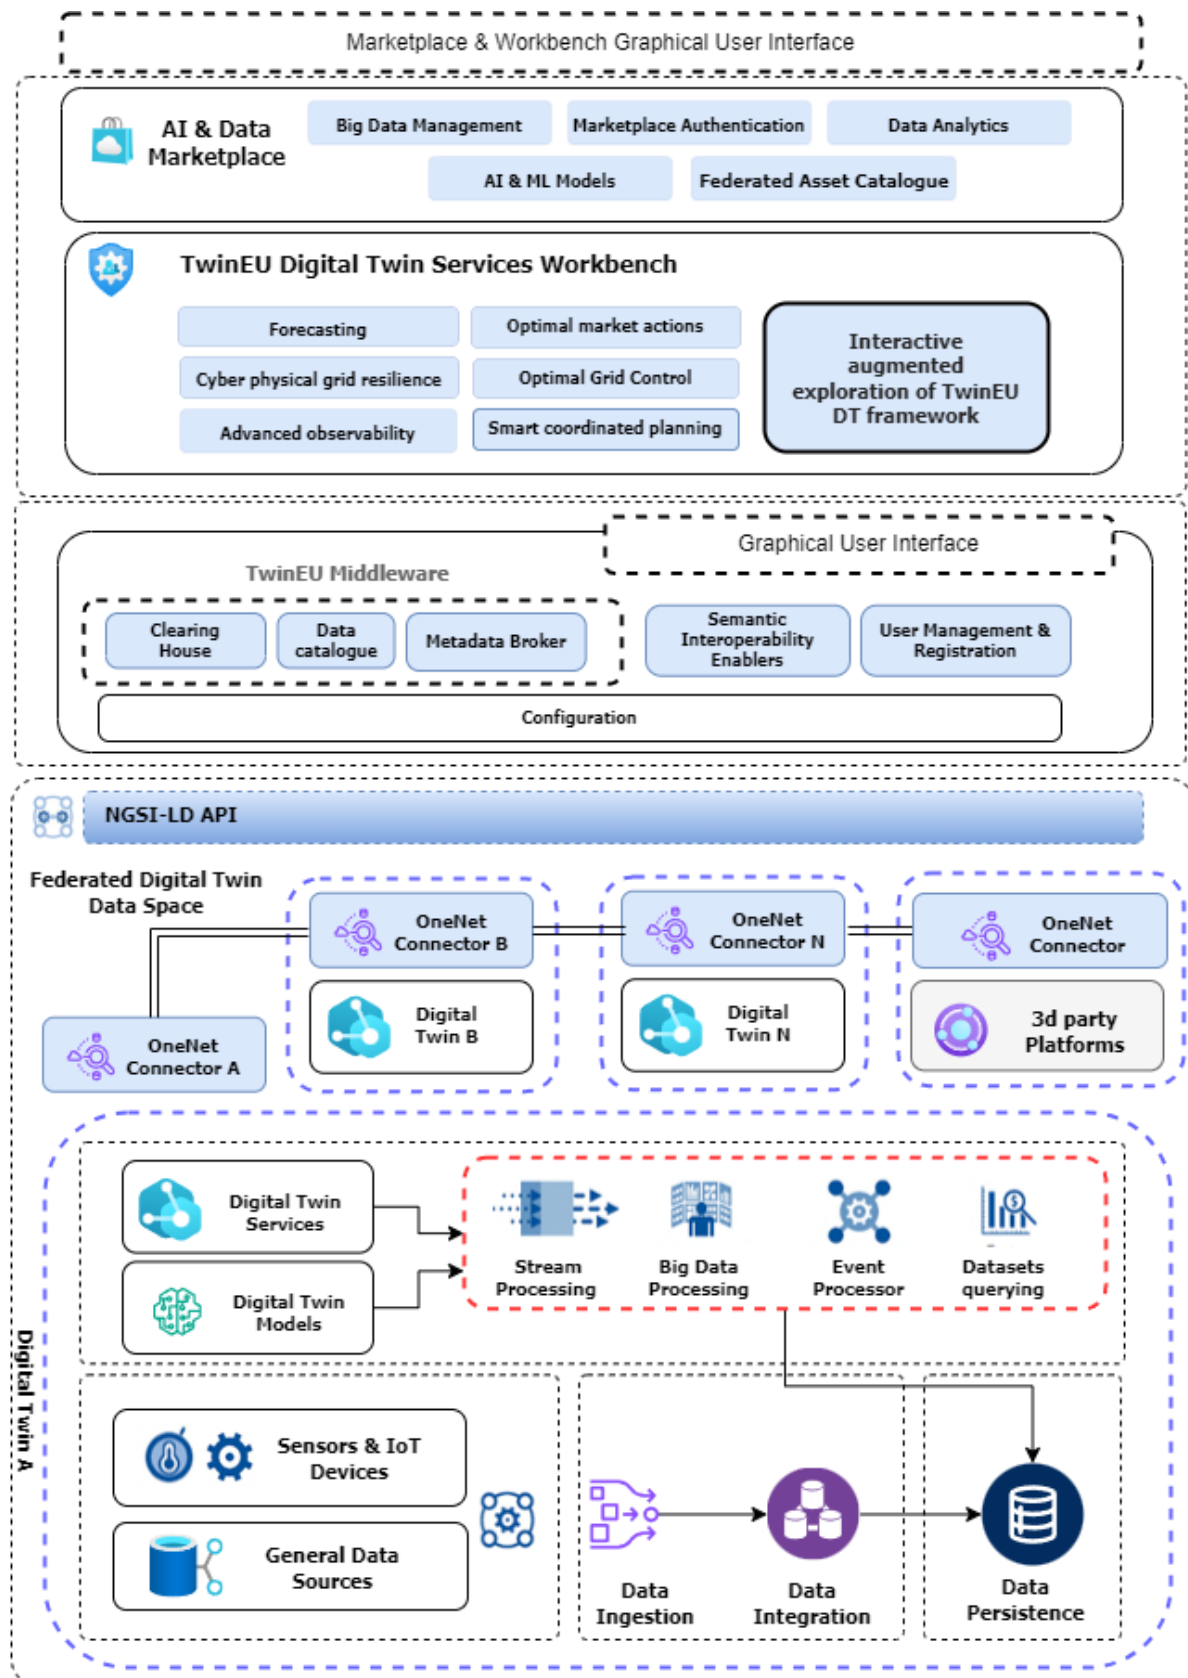 Marketplace & Workbench Graphical User Interface
AI & Data
Marketplace
Big Data Management
Marketplace Authentication
Data Analytics
AI & ML Models
Federated Asset Catalogue
TwinEU Digital Twin Services Workbench
Forecasting
Optimal market actions
Cyber physical grid resilience
Optimal Grid Control
Advanced observability
Smart coordinated planning
Interactive
augmented
exploration of TwinEU
DT framework
Graphical User Interface
TwinEU Middleware
Clearing
House
Data
catalogue
Metadata Broker
Semantic
Interoperability
Enablers
User Management &
Registration
Configuration
NGSI-LD API
Federated Digital Twin
Data Space
OneNet
Connector B
OneNet
Connector N
OneNet
Connector
Digital
Twin B
Digital
Twin N
3d party
Platforms
OneNet
Connector A
Digital Twin A
Digital Twin
Services
Digital Twin
Models
Stream
Processing
Big Data
Processing
Event
Processor
Datasets
querying
Sensors & IoT
Devices
General Data
Sources
Data
Ingestion
Data
Integration
Data
Persistence